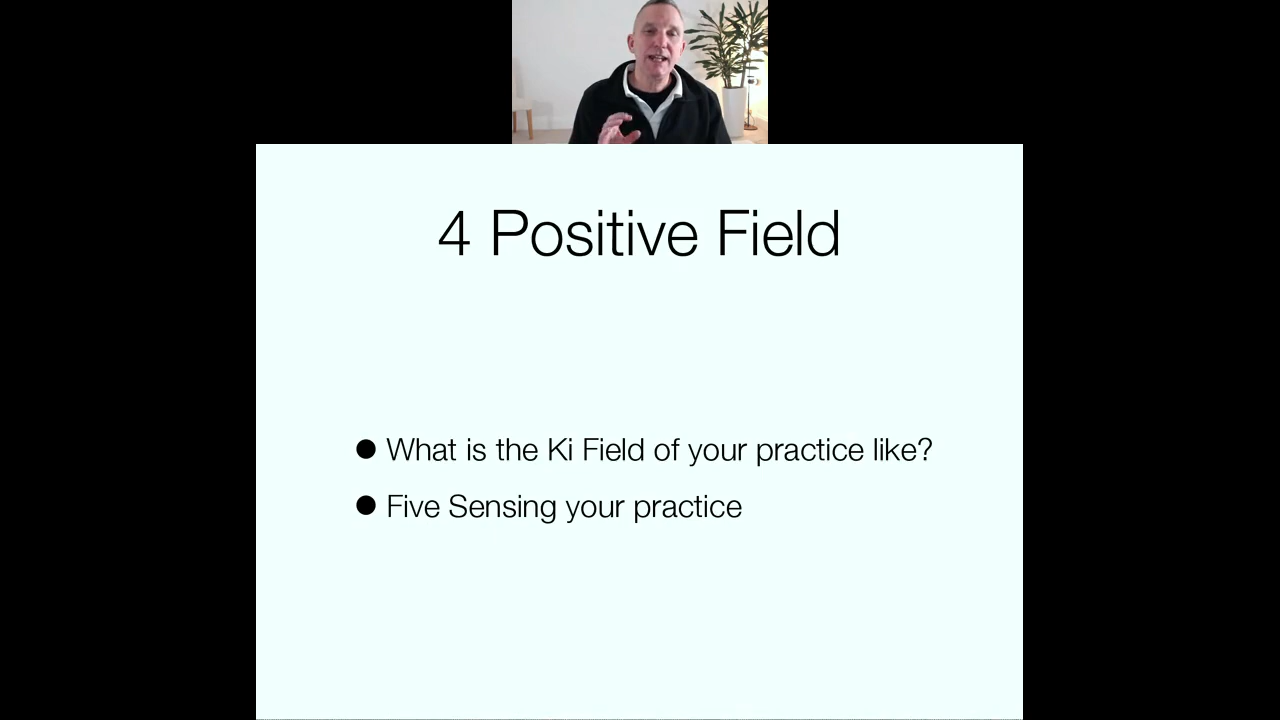 4 Positive Field
● What is the Ki Field of your practice like?
● Five Sensing your practice